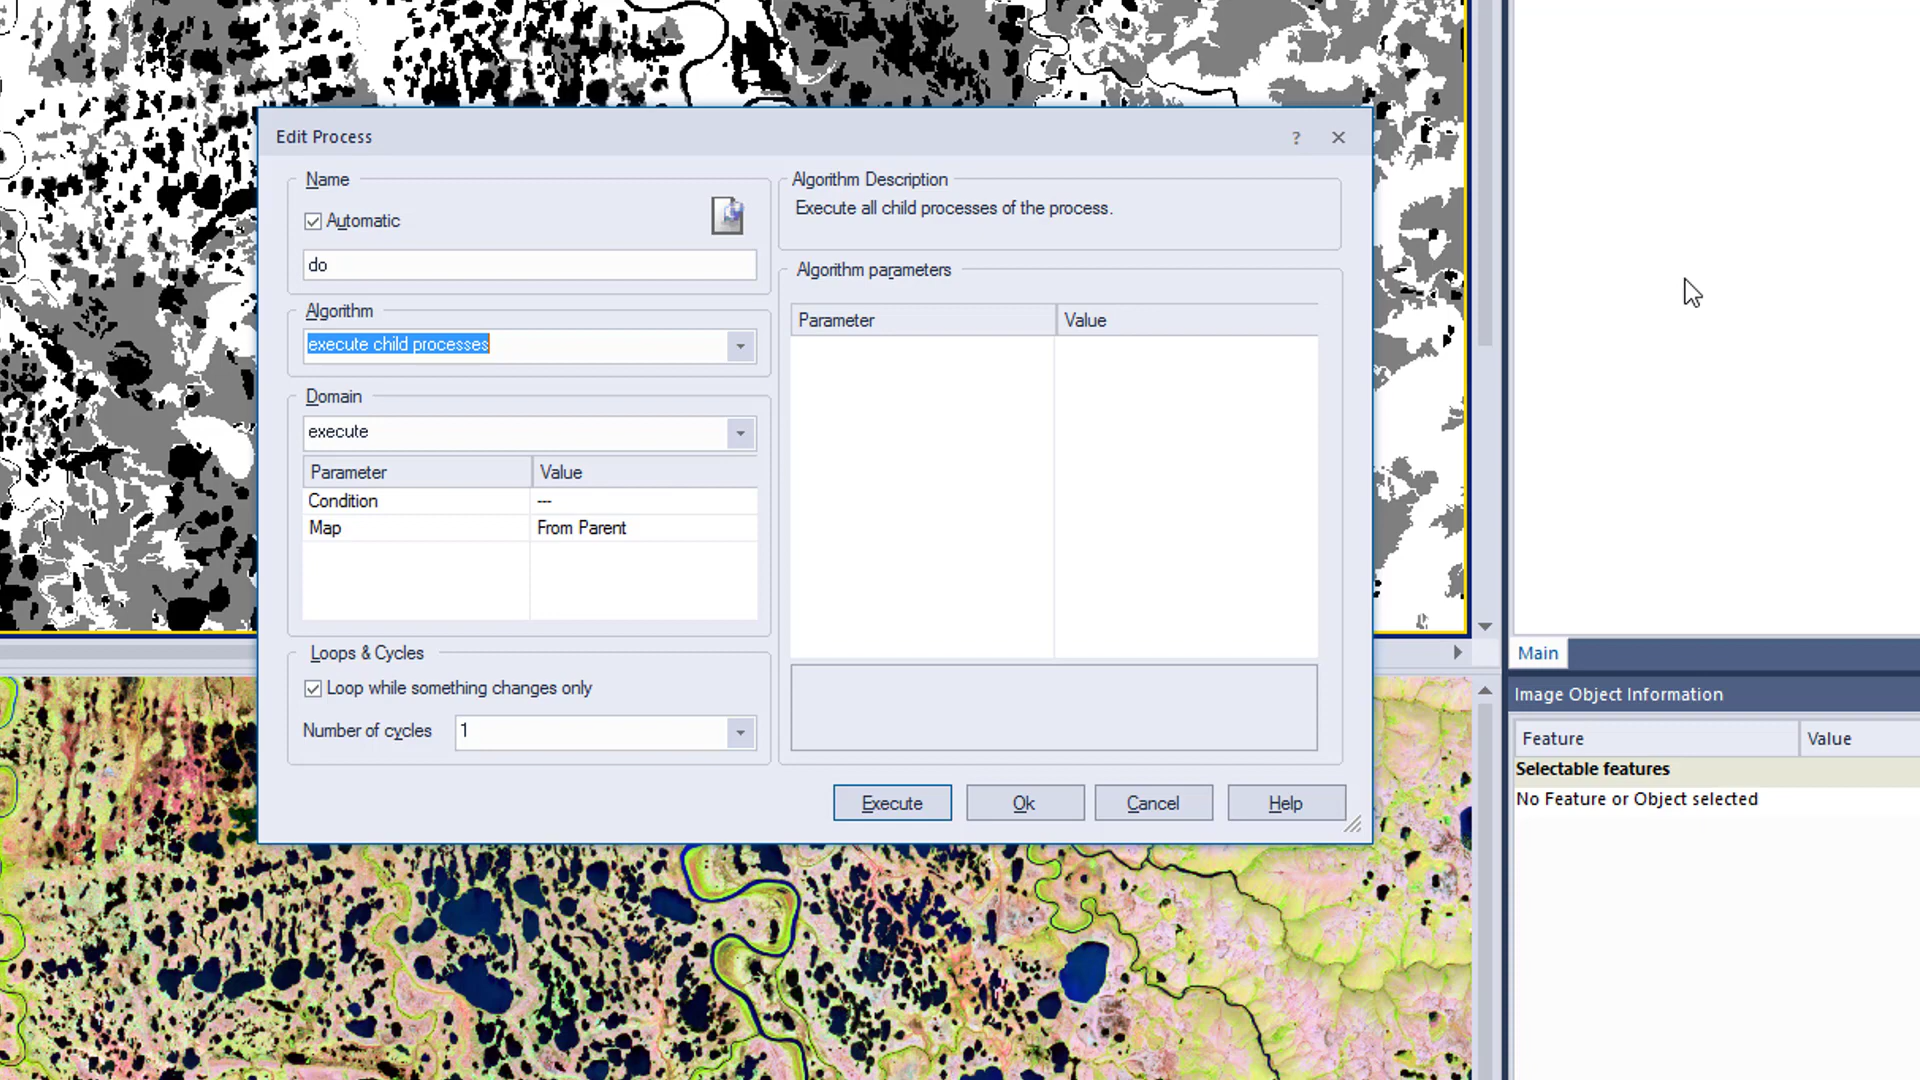 Edit Process
?
Name
Automatic
do
Algorithm
execute child processes
Domain
execute
Parameter Value
Condition ---
Map From Parent
Loops & Cycles
Loop while something changes only
Number of cycles 1
Algorithm Description
Execute all child processes of the process.
Algorithm parameters
Parameter Value
Execute Ok Cancel Help
Main
Image Object Information
Feature Value
Selectable features
No Feature or Object selected